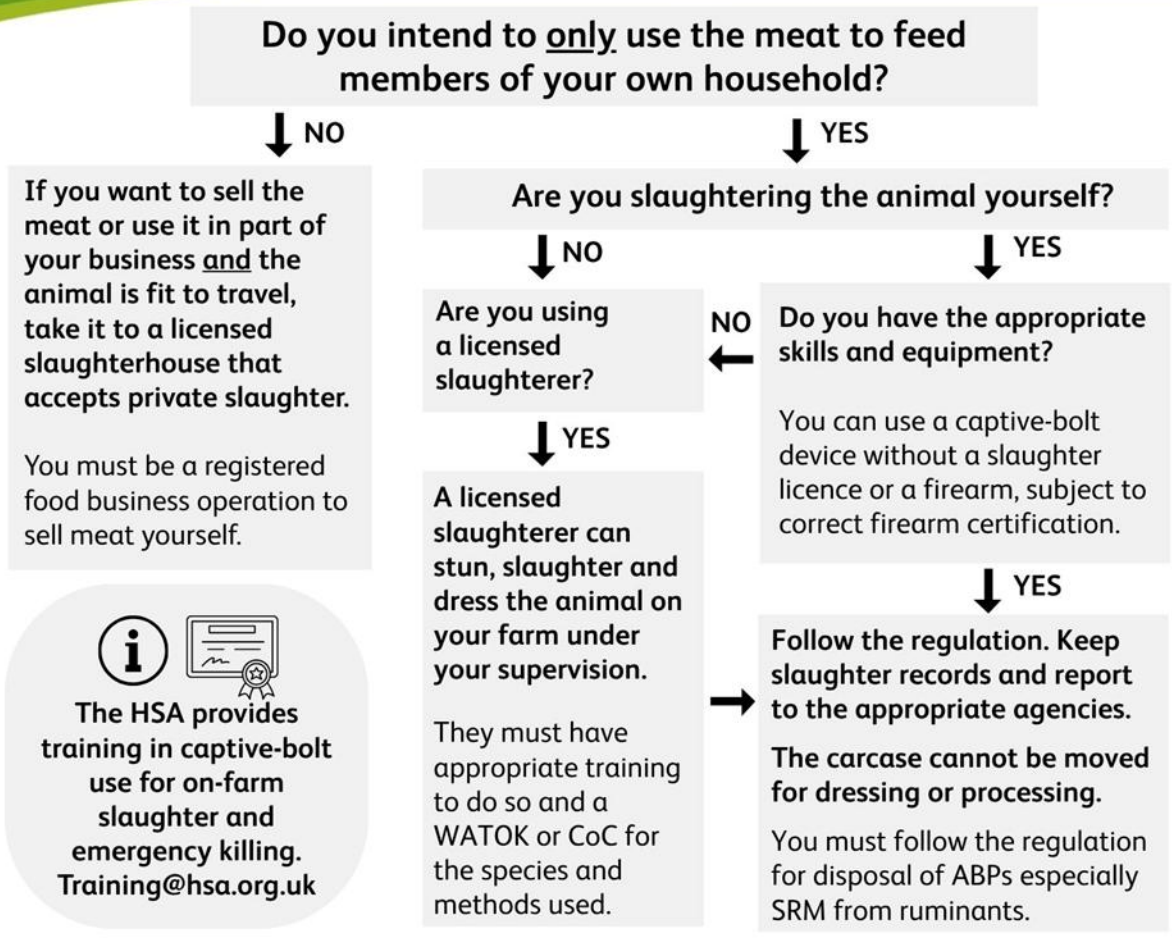 Do you intend to only use the meat to feed
members of your own household?
NO
YES
If you want to sell the
meat or use it in part of
your business and the
animal is fit to travel,
take it to a licensed
slaughterhouse that
accepts private slaughter.
You must be a registered
food business operation to
sell meat yourself.
Are you slaughtering the animal yourself?
NO
YES
Are you using
a licensed
slaughterer?
NO
Do you have the appropriate
skills and equipment?
You can use a captive-bolt
device without a slaughter
licence or a firearm, subject to
correct firearm certification.
YES
A licensed
slaughterer can
stun, slaughter and
dress the animal on
your farm under
your supervision.
They must have
appropriate training
to do so and a
WATOK or CoC for
the species and
methods used.
YES
Follow the regulation. Keep
slaughter records and report
to the appropriate agencies.
The carcase cannot be moved
for dressing or processing.
You must follow the regulation
for disposal of ABPs especially
SRM from ruminants.
i
The HSA provides
training in captive-bolt
use for on-farm
slaughter and
emergency killing.
Training@hsa.org.uk